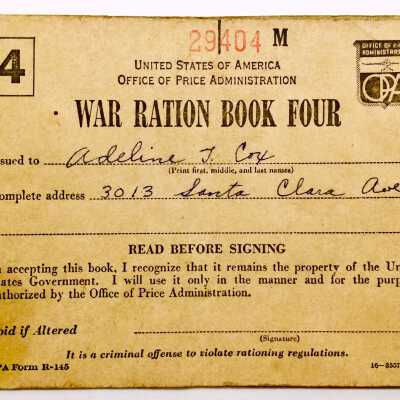 4
29404 M
UNITED STATES OF AMERICA
OFFICE OF PRICE ADMINISTRATION
OFFICE OF
ADMINISTRA
OPA
WAR RATION BOOK FOUR
ssued to Adeline T. Cox
(Print first, middle, and last names)
omplete address 3013 Santa Clara Ave
READ BEFORE SIGNING
n accepting this book, I recognize that it remains the property of the Un
tates Government. I will use it only in the manner and for the purp
uthorized by the Office of Price Administration.
oid if Altered
(Signature)
It is a criminal offense to violate rationing regulations.
PA Form R-145